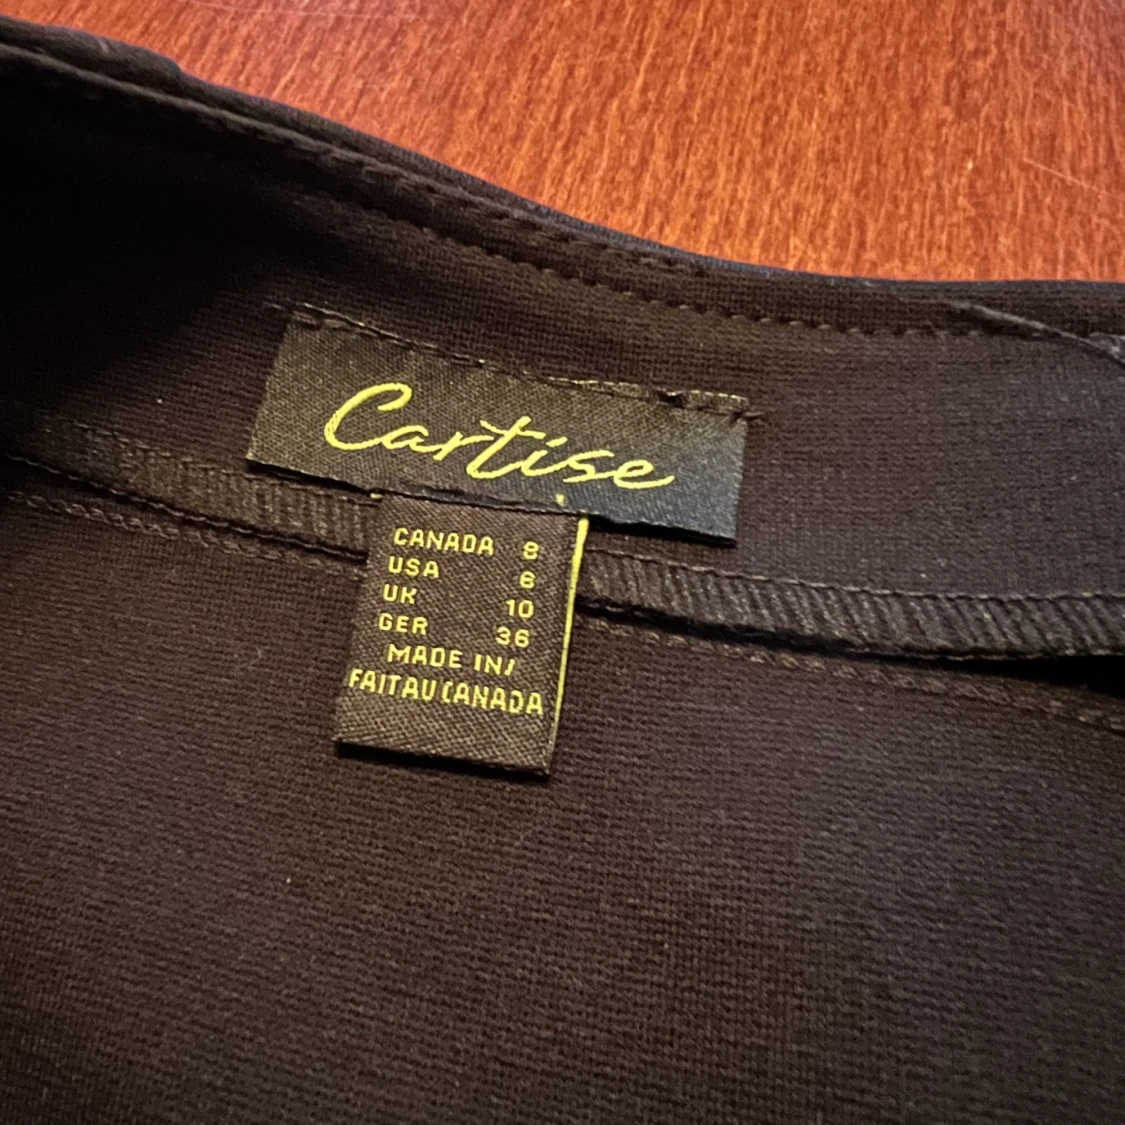 Cartise
CANADA 8
USA 6
UK 10
GER 36
MADE IN/
FAIT AU CANADA